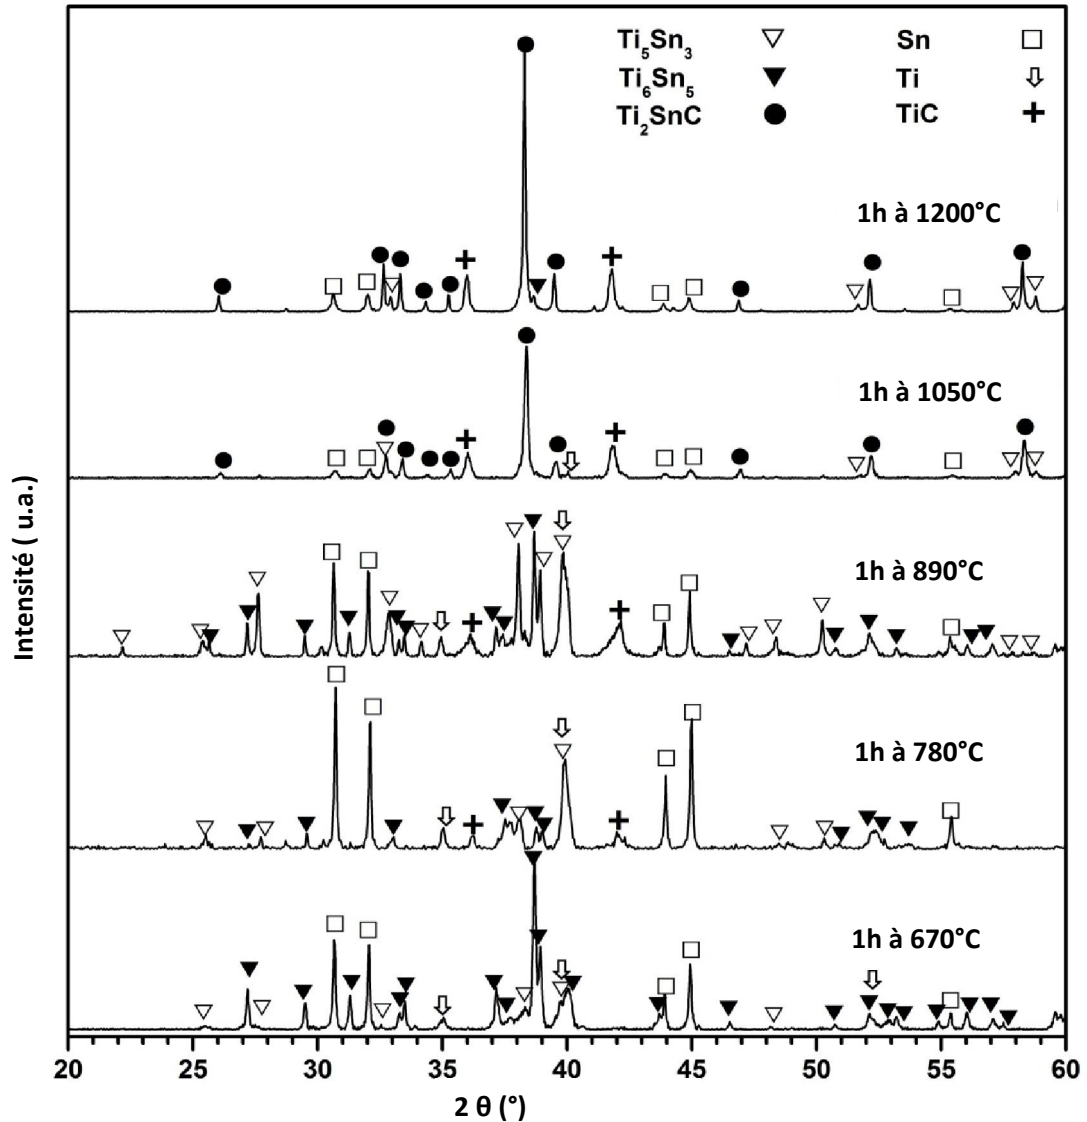 Ti₅Sn₃ ▽ Sn □
Ti₆Sn₅ ▼ Ti ⇩
Ti₂SnC ● TiC +
1h à 1200°C
1h à 1050°C
1h à 890°C
1h à 780°C
1h à 670°C
Intensité ( u.a.)
20 25 30 35 40 45 50 55 60
2 θ (°)